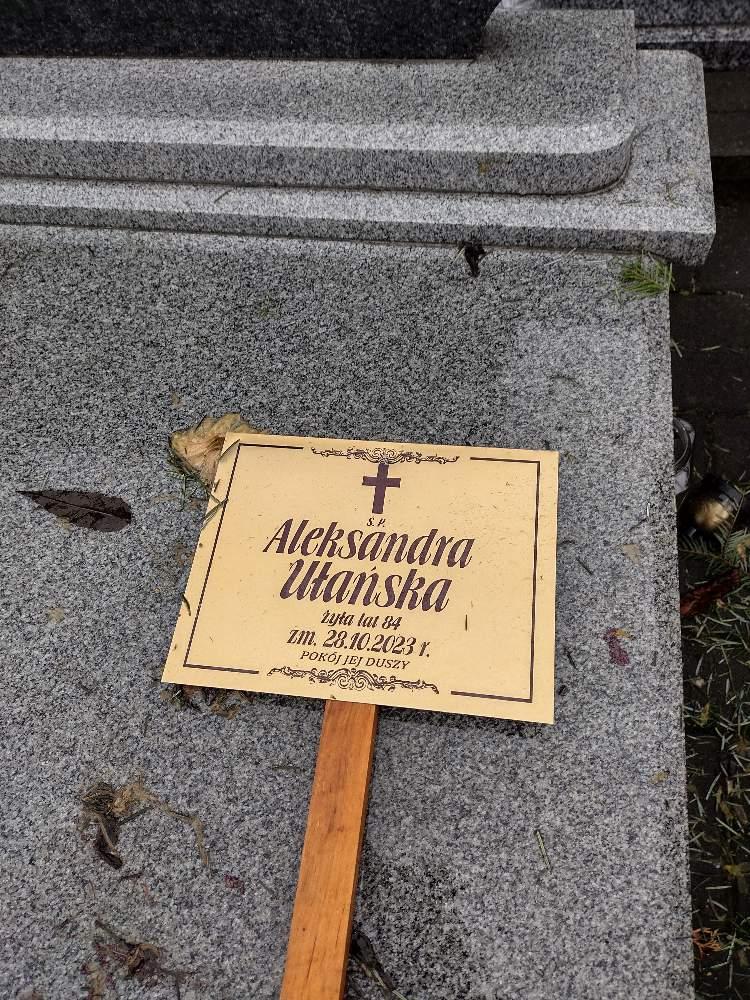 Ś. P.
Aleksandra
Ułańska
żyła lat 84
zm. 28.10.2023 r.
POKÓJ JEJ DUSZY